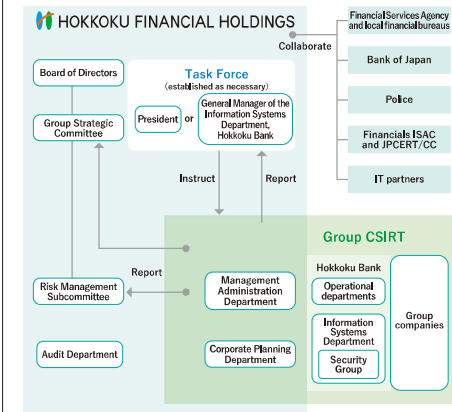 HOKKOKU FINANCIAL HOLDINGS
Financial Services Agency
and local financial bureaus
Collaborate
Bank of Japan
Police
Financials ISAC
and JPCERT/CC
IT partners
Board of Directors
Group Strategic
Committee
Task Force
(established as necessary)
President
or
General Manager of the
Information Systems
Department,
Hokkoku Bank
Instruct
Report
Group CSIRT
Report
Risk Management
Subcommittee
Audit Department
Management
Administration
Department
Corporate Planning
Department
Hokkoku Bank
Operational
departments
Information
Systems
Department
Security
Group
Group
companies